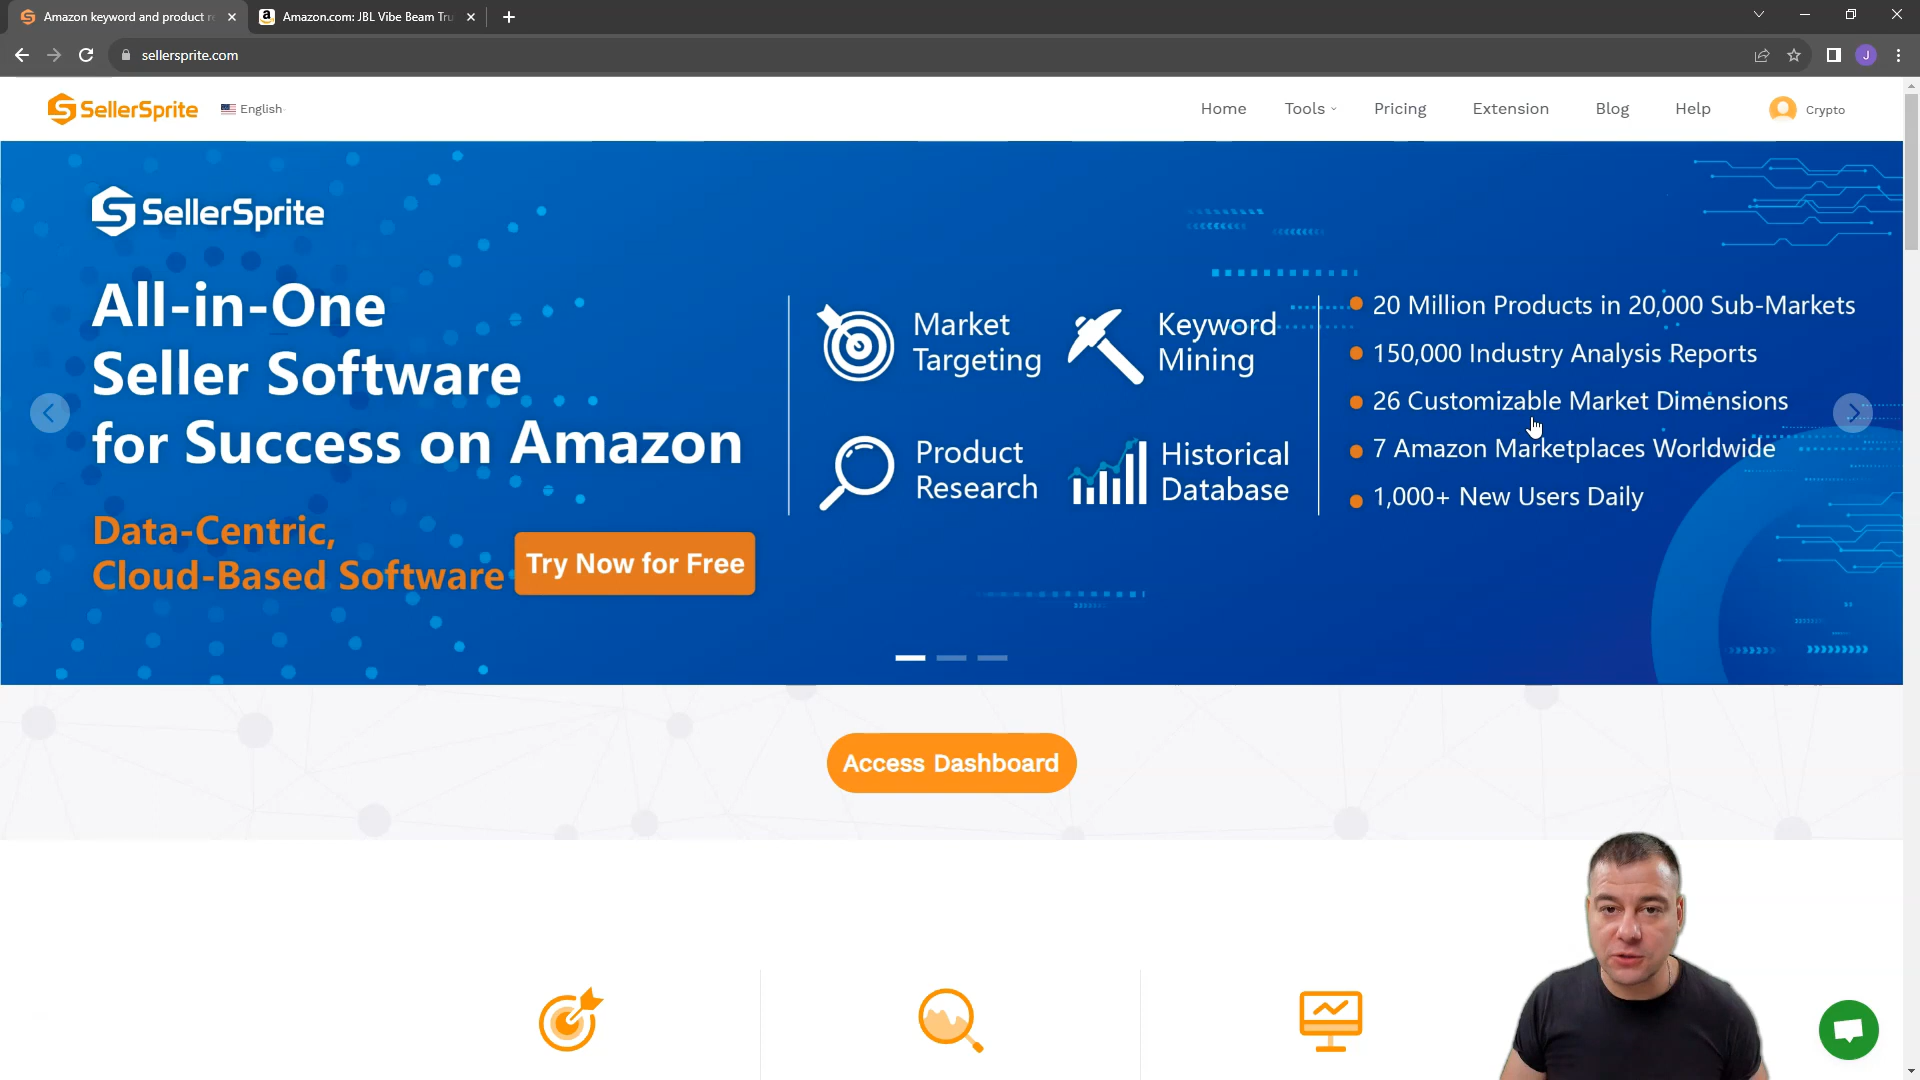 Amazon keyword and product re
Amazon.com: JBL Vibe Beam Tru
sellersprite.com
J
SellerSprite
English
Home
Tools
Pricing
Extension
Blog
Help
Crypto
SellerSprite
All-in-One
Seller Software
for Success on Amazon
Data-Centric,
Cloud-Based Software
Try Now for Free
Market
Targeting
Keyword
Mining
Product
Research
Historical
Database
20 Million Products in 20,000 Sub-Markets
150,000 Industry Analysis Reports
26 Customizable Market Dimensions
7 Amazon Marketplaces Worldwide
1,000+ New Users Daily
Access Dashboard